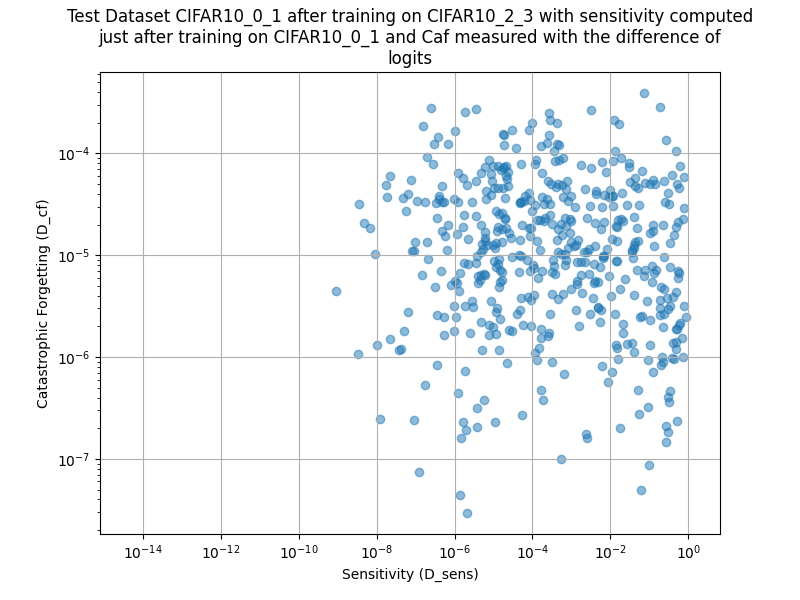 Test Dataset CIFAR10_0_1 after training on CIFAR10_2_3 with sensitivity computed
just after training on CIFAR10_0_1 and Caf measured with the difference of
logits
Catastrophic Forgetting (D_cf)
10⁻⁴
10⁻⁵
10⁻⁶
10⁻⁷
10⁻¹⁴
10⁻¹²
10⁻¹⁰
10⁻⁸
10⁻⁶
10⁻⁴
10⁻²
10⁰
Sensitivity (D_sens)